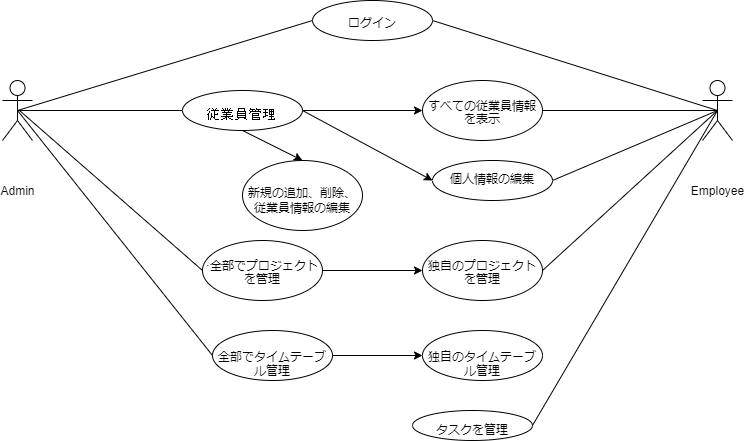 ログイン
従業員管理
すべての従業員情報
を表示
新規の追加、削除、
従業員情報の編集
個人情報の編集
Admin
Employee
全部でプロジェクト
を管理
独自のプロジェクト
を管理
全部でタイムテーブ
ル管理
独自のタイムテーブ
ル管理
タスクを管理